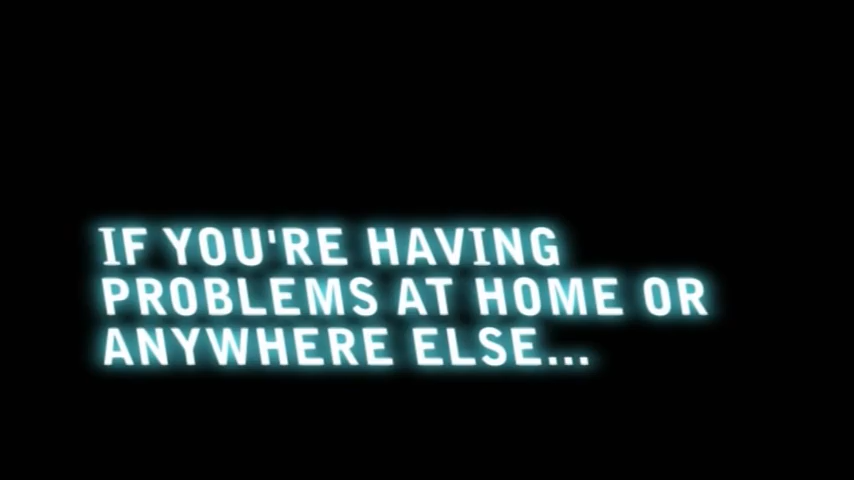 IF YOU'RE HAVING
PROBLEMS AT HOME OR
ANYWHERE ELSE...